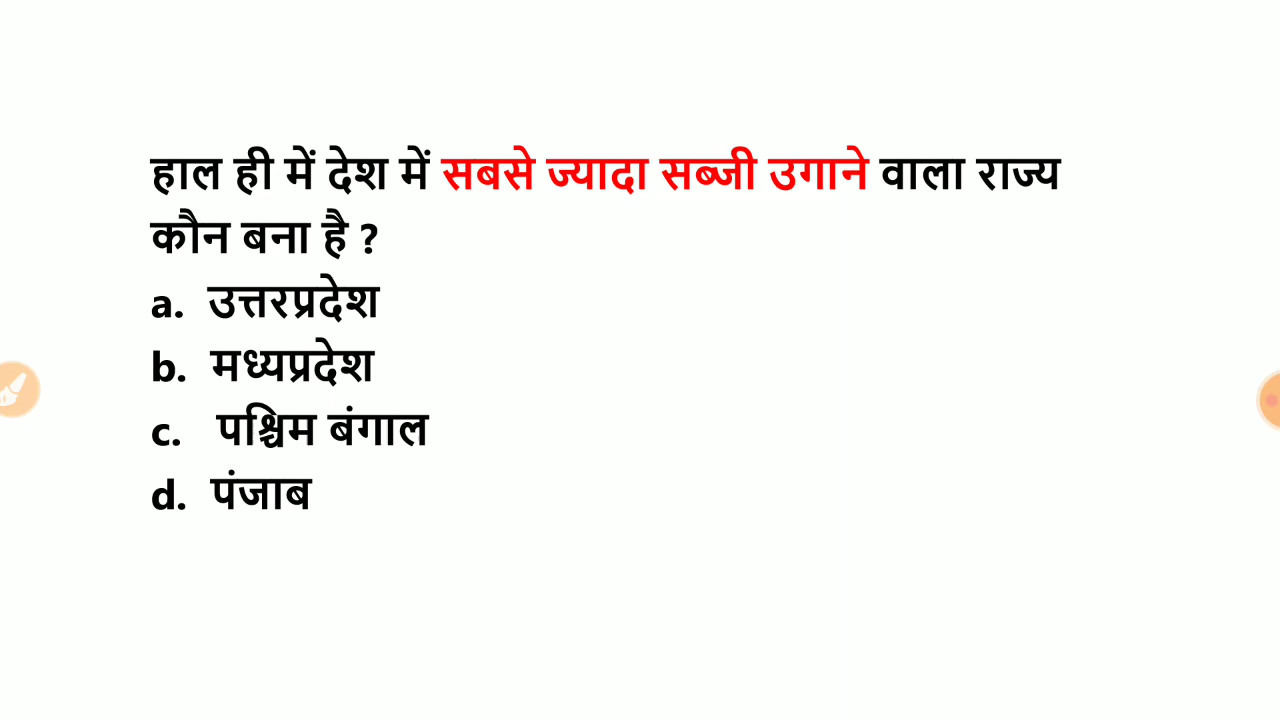 हाल ही में देश में सबसे ज्यादा सब्जी उगाने वाला राज्य
कौन बना है ?
a. उत्तरप्रदेश
b. मध्यप्रदेश
c. पश्चिम बंगाल
d. पंजाब